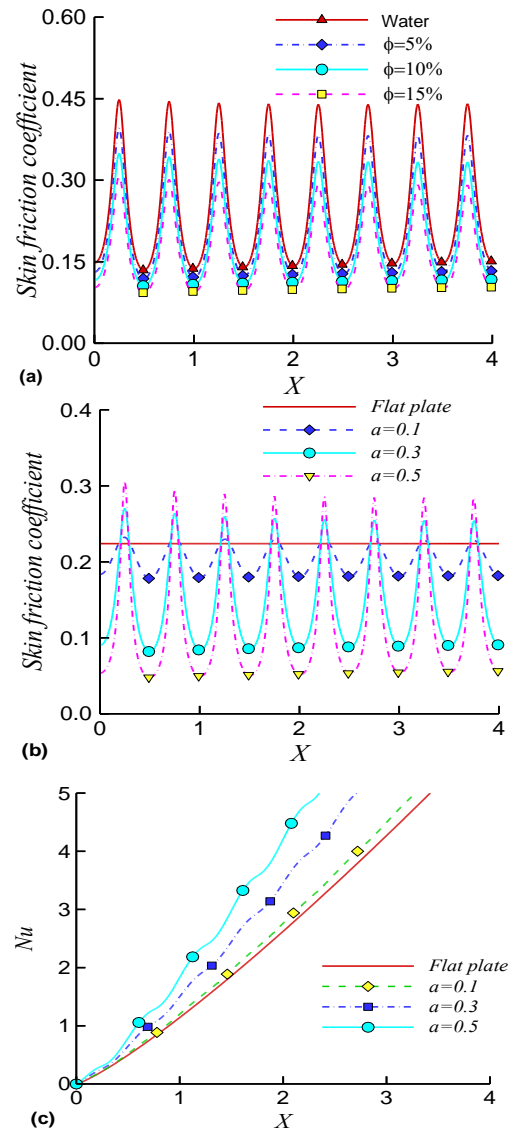 0.60
0.45
0.30
0.15
0.00
Skin friction coefficient
Water
ϕ=5%
ϕ=10%
ϕ=15%
0 1 2 3 4
X
(a)
0.4
0.3
0.2
0.1
0.0
Skin friction coefficient
Flat plate
a=0.1
a=0.3
a=0.5
0 1 2 3 4
X
(b)
5
4
3
2
1
0
Nu
Flat plate
a=0.1
a=0.3
a=0.5
0 1 2 3 4
X
(c)